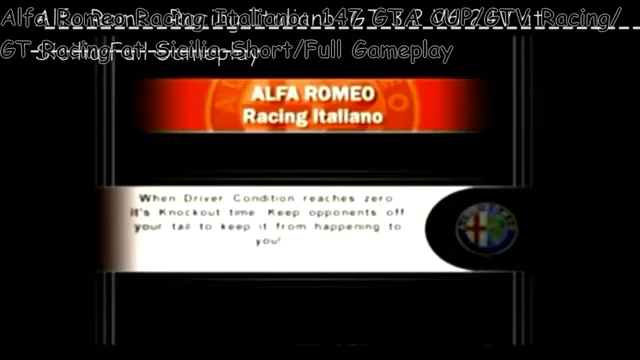 Alfa Romeo Racing Italiano: 147 GTA CUP/GTV Racing/
GT Racing at Sicilia Short/Full Gameplay
ALFA ROMEO
Racing Italiano
When Driver Condition reaches zero
it's Knockout time. Keep opponents off
your tail to keep it from happening to
you!